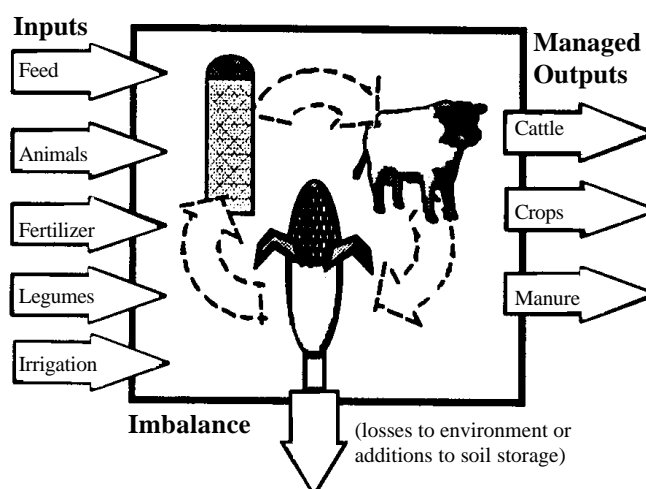 Inputs
Feed
Animals
Fertilizer
Legumes
Irrigation
Managed
Outputs
Cattle
Crops
Manure
Imbalance
(losses to environment or
additions to soil storage)